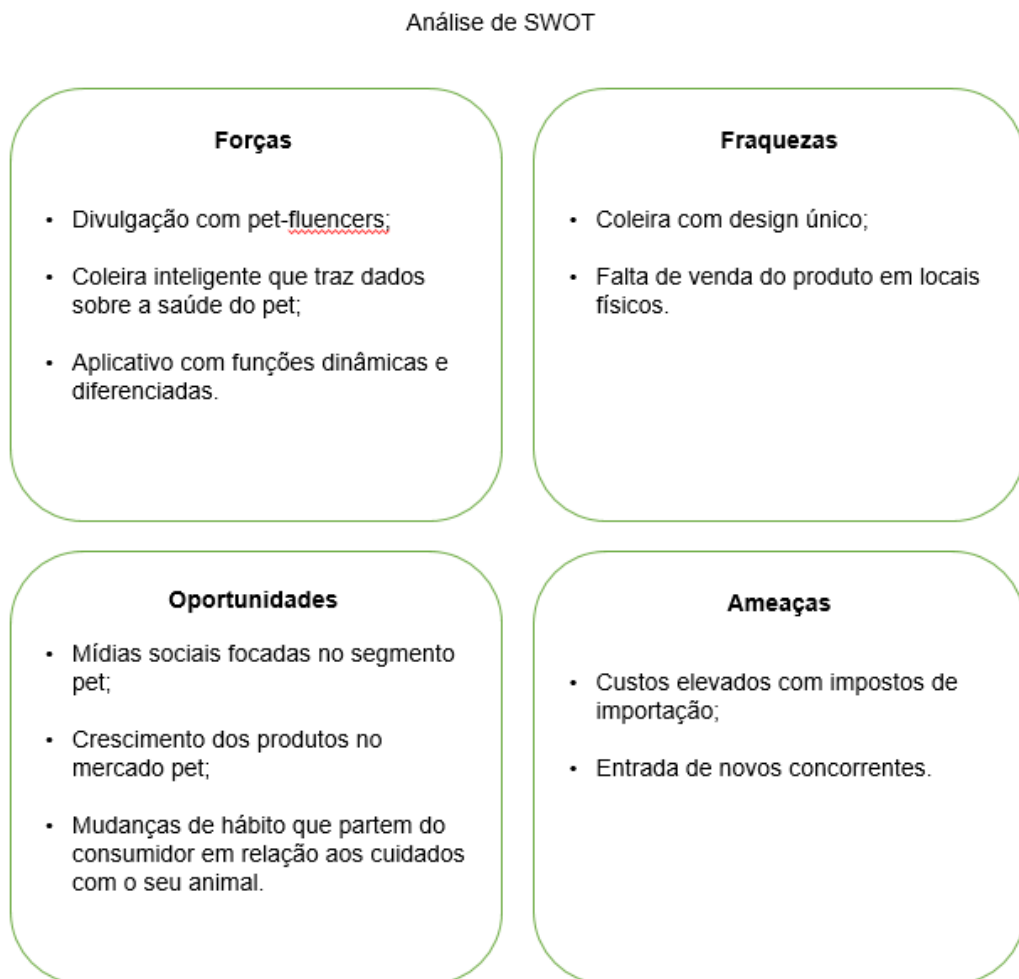 Análise de SWOT
Forças
• Divulgação com pet-fluencers;
• Coleira inteligente que traz dados
sobre a saúde do pet;
• Aplicativo com funções dinâmicas e
diferenciadas.
Fraquezas
• Coleira com design único;
• Falta de venda do produto em locais
físicos.
Oportunidades
• Mídias sociais focadas no segmento
pet;
• Crescimento dos produtos no
mercado pet;
• Mudanças de hábito que partem do
consumidor em relação aos cuidados
com o seu animal.
Ameaças
• Custos elevados com impostos de
importação;
• Entrada de novos concorrentes.